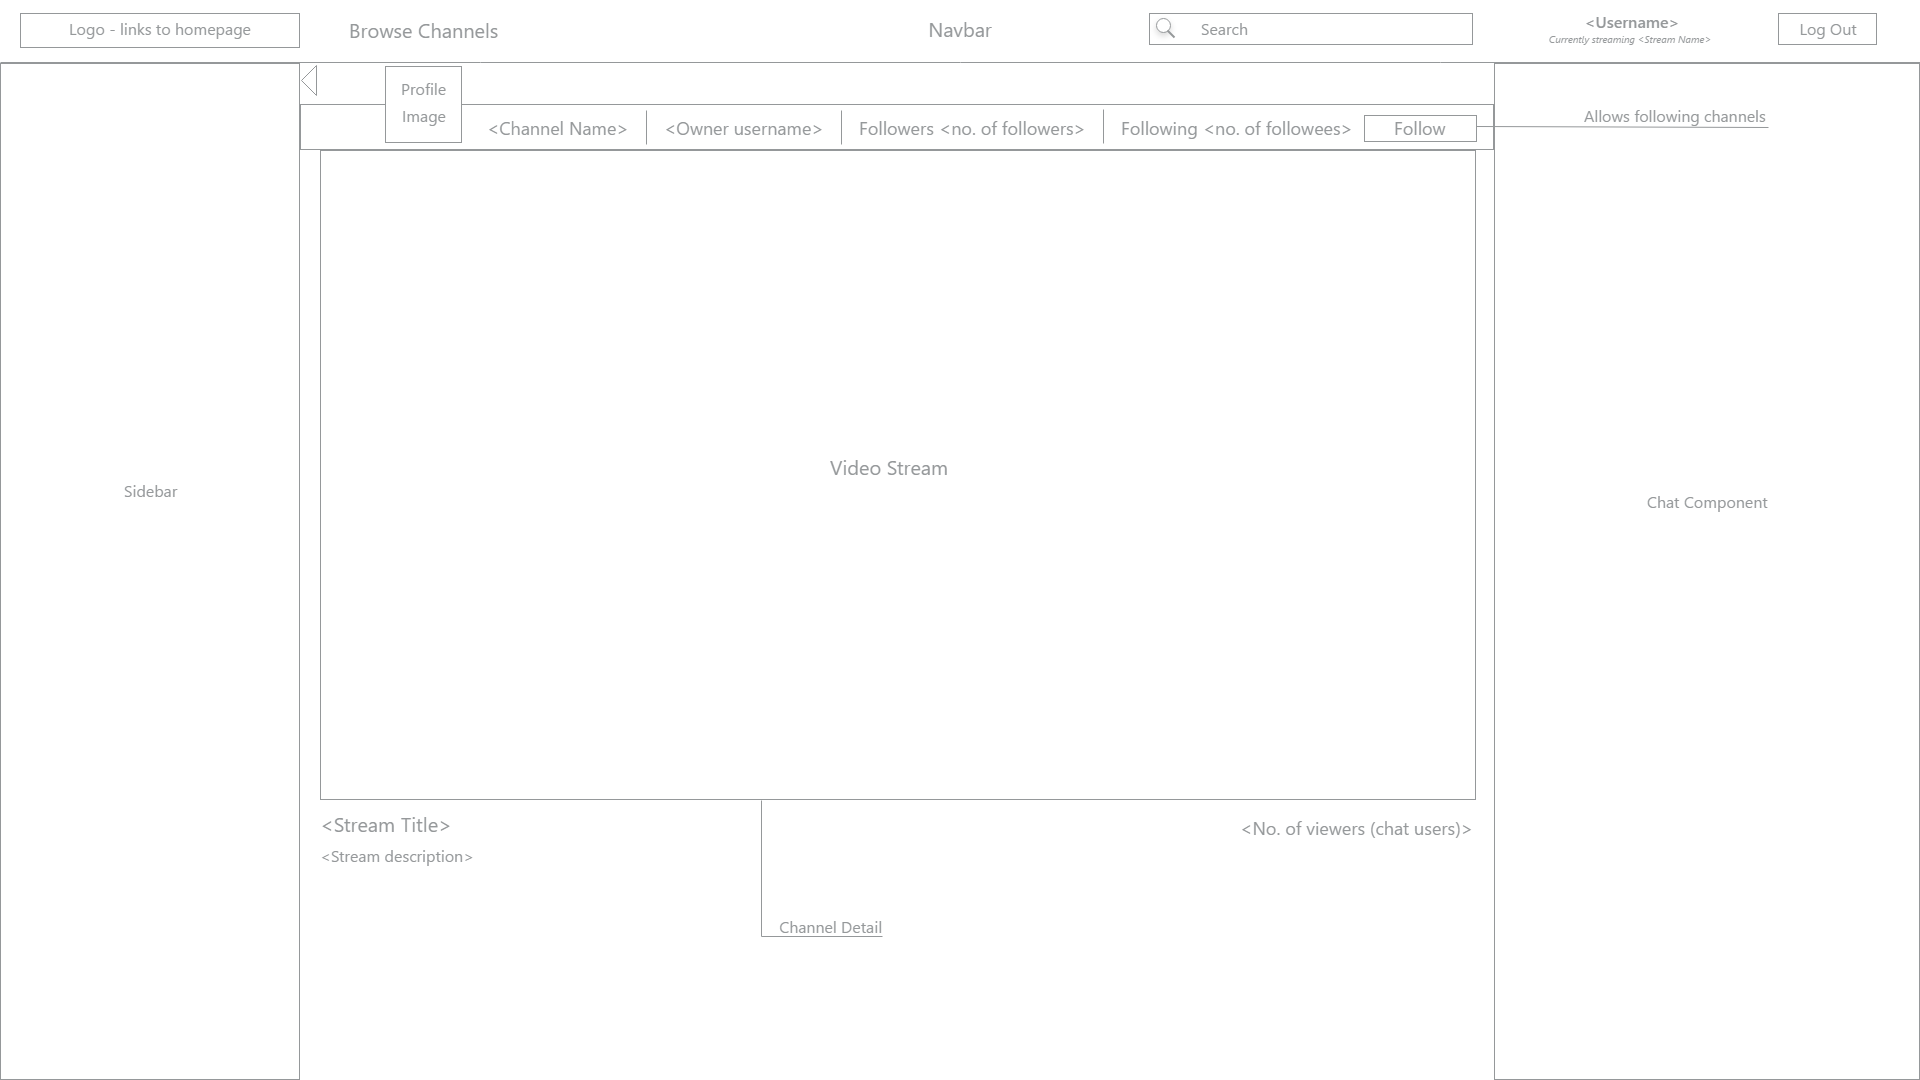 Logo - links to homepage
Browse Channels
Navbar
Search
<Username>
Currently streaming <Stream Name>
Log Out
Profile
Image
<Channel Name>
<Owner username>
Followers <no. of followers>
Following <no. of followees>
Follow
Allows following channels
Video Stream
Sidebar
Chat Component
<Stream Title>
<No. of viewers (chat users)>
<Stream description>
Channel Detail